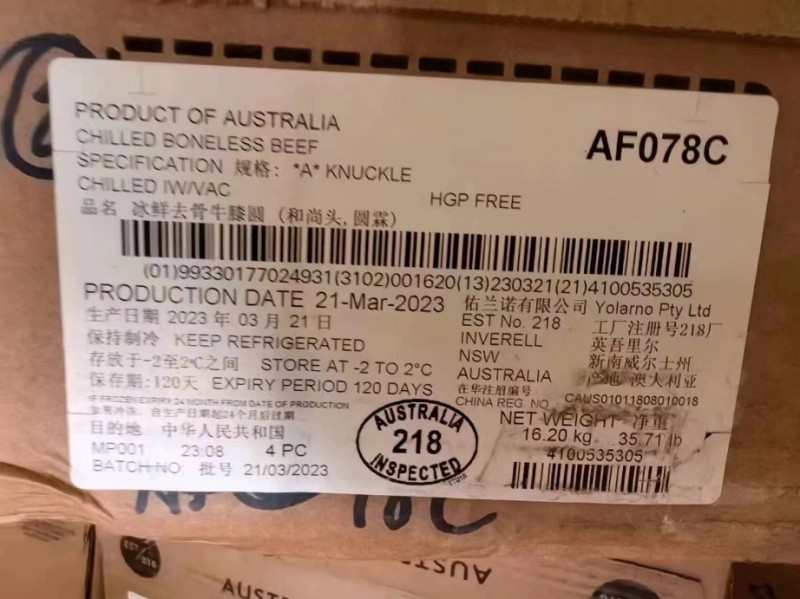 PRODUCT OF AUSTRALIA
CHILLED BONELESS BEEF
AF078C
SPECIFICATION 规格: *A* KNUCKLE
CHILLED IW/VAC
HGP FREE
品名 冰鲜去骨牛膝圆 (和尚头,圆霖)
(01)99330177024931(3102)001620(13)230321(21)4100535305
PRODUCTION DATE 21-Mar-2023
生产日期 2023 年 03 月 21 日
保持制冷 KEEP REFRIGERATED
存放于-2至2℃之间 STORE AT -2 TO 2°C
保存期:120天 EXPIRY PERIOD 120 DAYS
IF FROZEN EXPIRY 24 MONTH FROM DATE OF PRODUCTION
如果冷冻, 自生产日期起24个月后过期
目的地 中华人民共和国
MP001 23:08 4 PC
BATCH NO 批号 21/03/2023
佑兰诺有限公司 Yolarno Pty Ltd
EST No. 218 工厂注册号218厂
INVERELL 英吾里尔
NSW 新南威尔士州
AUSTRALIA 产地 澳大利亚
在华注册编号
CHINA REG. NO CAUS01011808010018
NET WEIGHT 净重
16.20 kg 35.71 lb
4100535305
AUSTRALIA
218
INSPECTED
10C